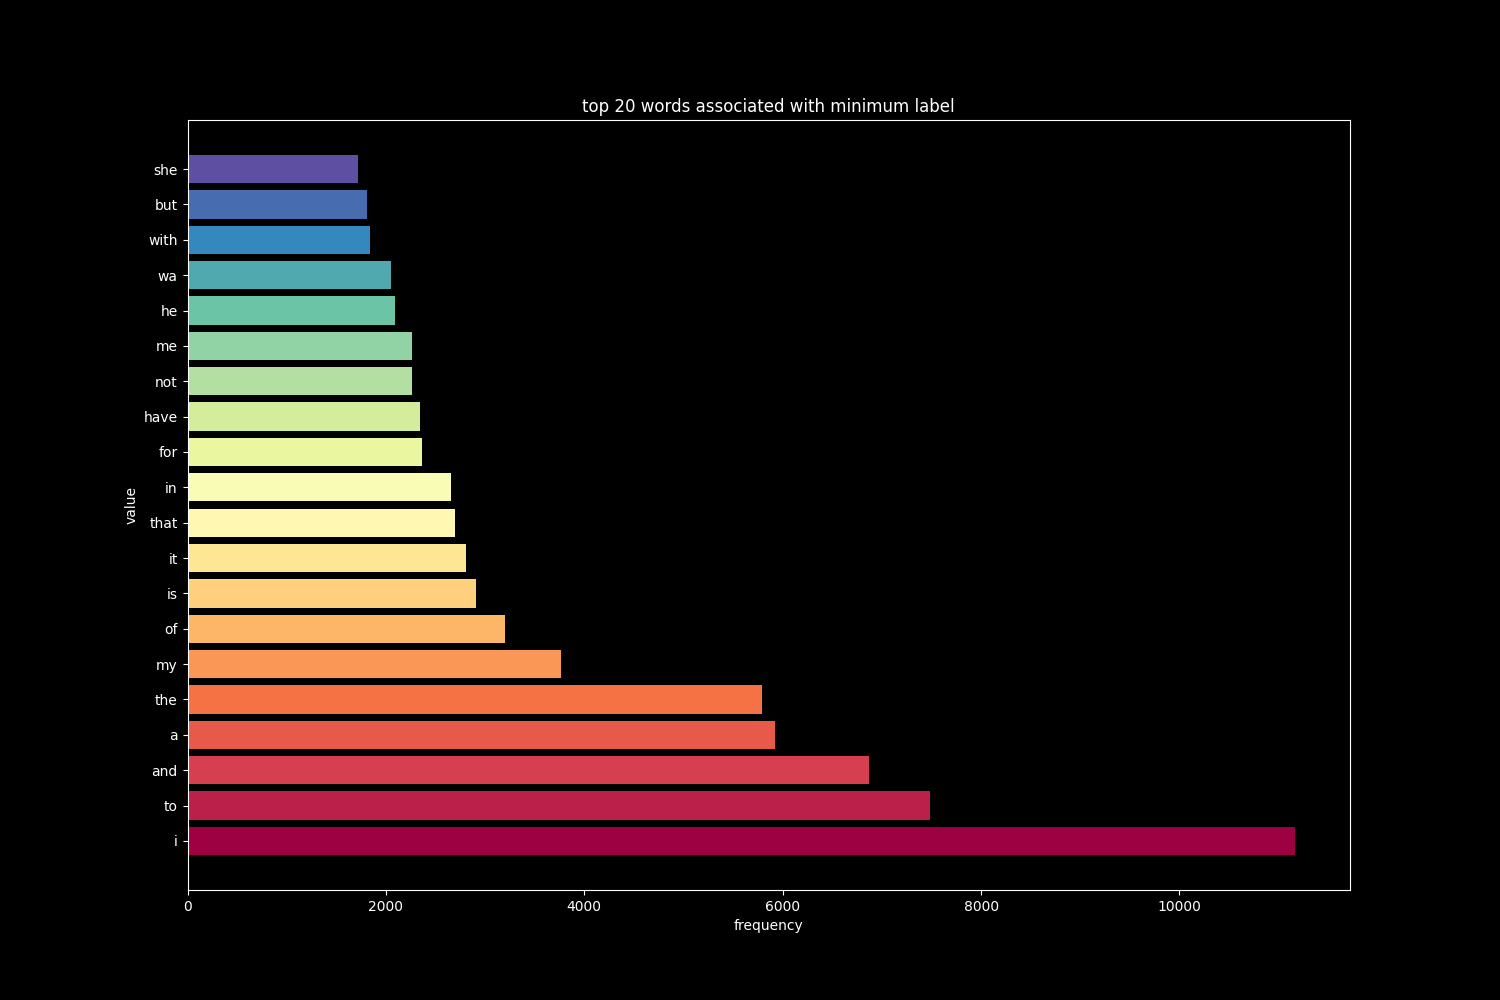 top 20 words associated with minimum label
she
but
with
wa
he
me
not
have
for
in
that
it
is
of
my
the
a
and
to
i
value
0 2000 4000 6000 8000 10000
frequency